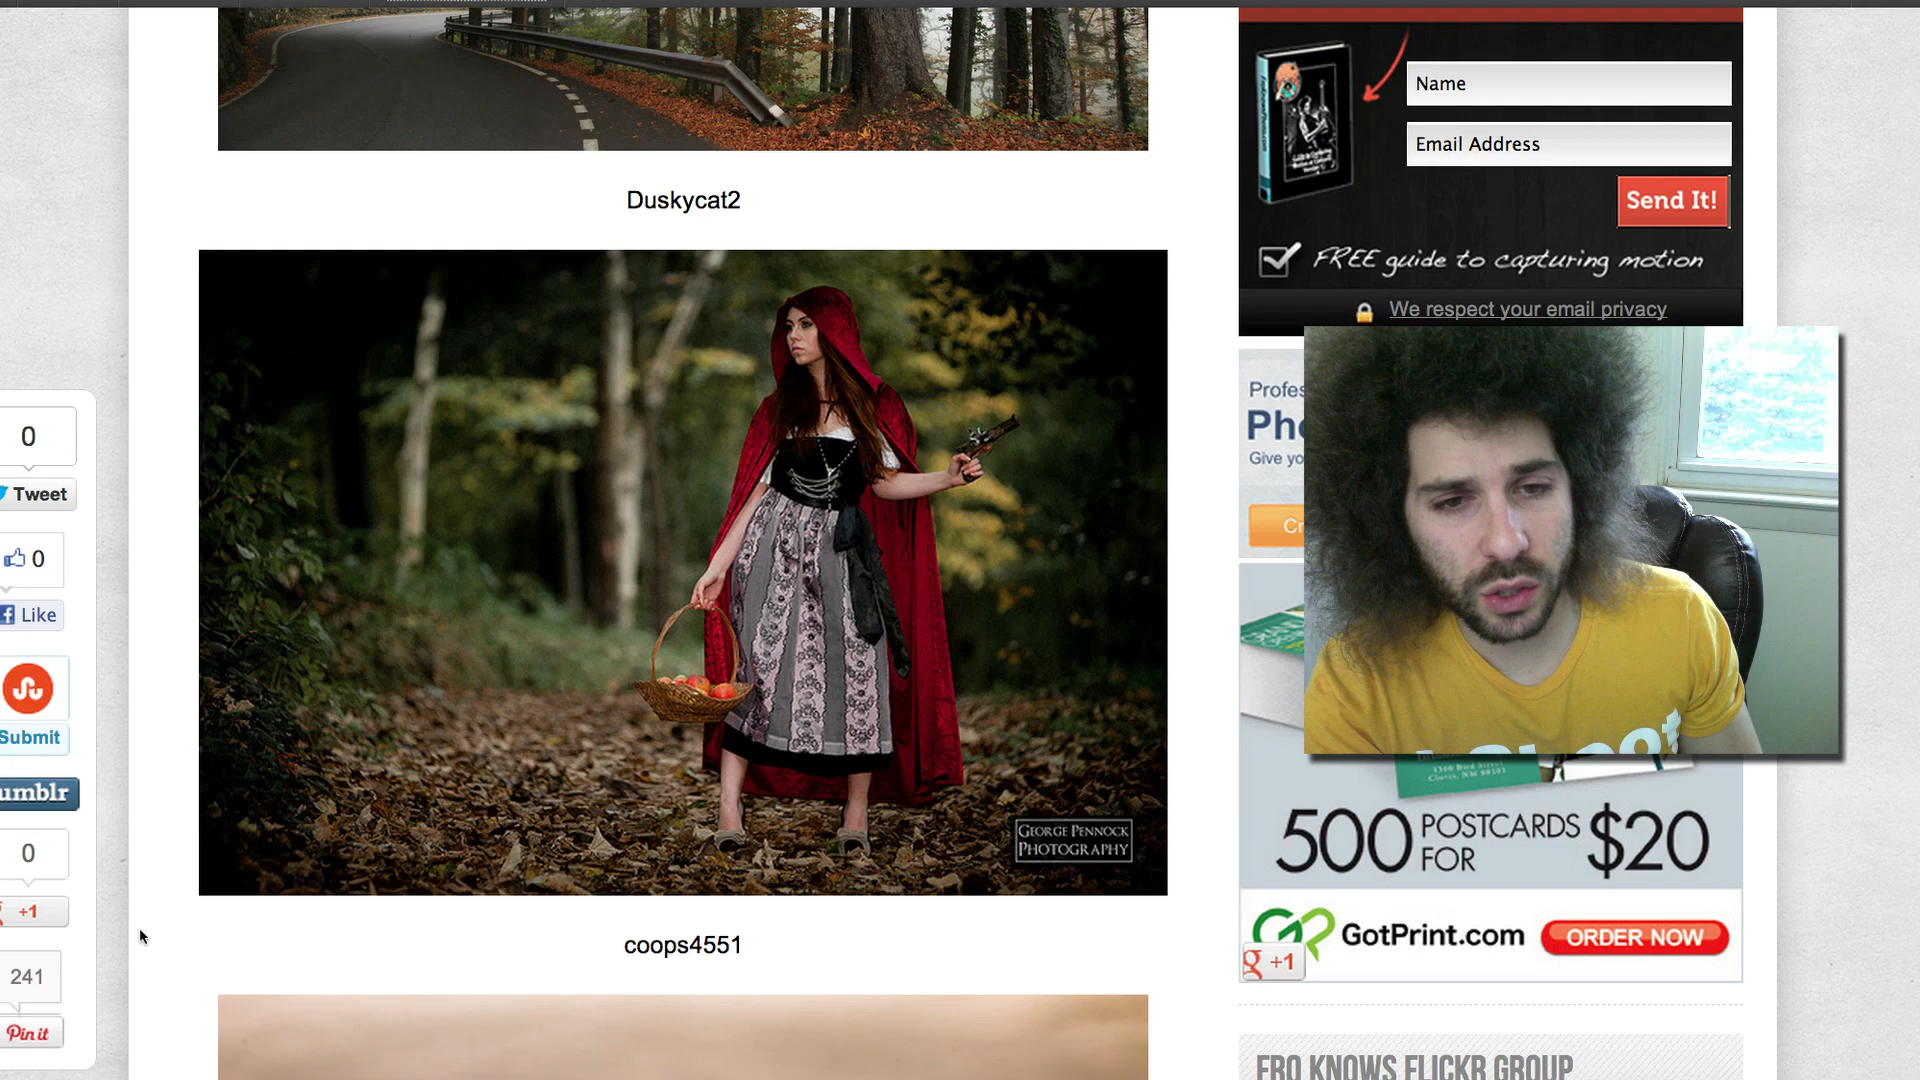 Duskycat2
GEORGE PENNOCK
PHOTOGRAPHY
coops4551
0
Tweet
0
Like
Submit
umblr
0
+1
241
Pin it
Name
Email Address
Send It!
FREE guide to capturing motion
We respect your email privacy
Profes
Pho
Give yo
Cr
500 POSTCARDS FOR $20
GotPrint.com
ORDER NOW
g +1
FRO KNOWS FLICKR GROUP